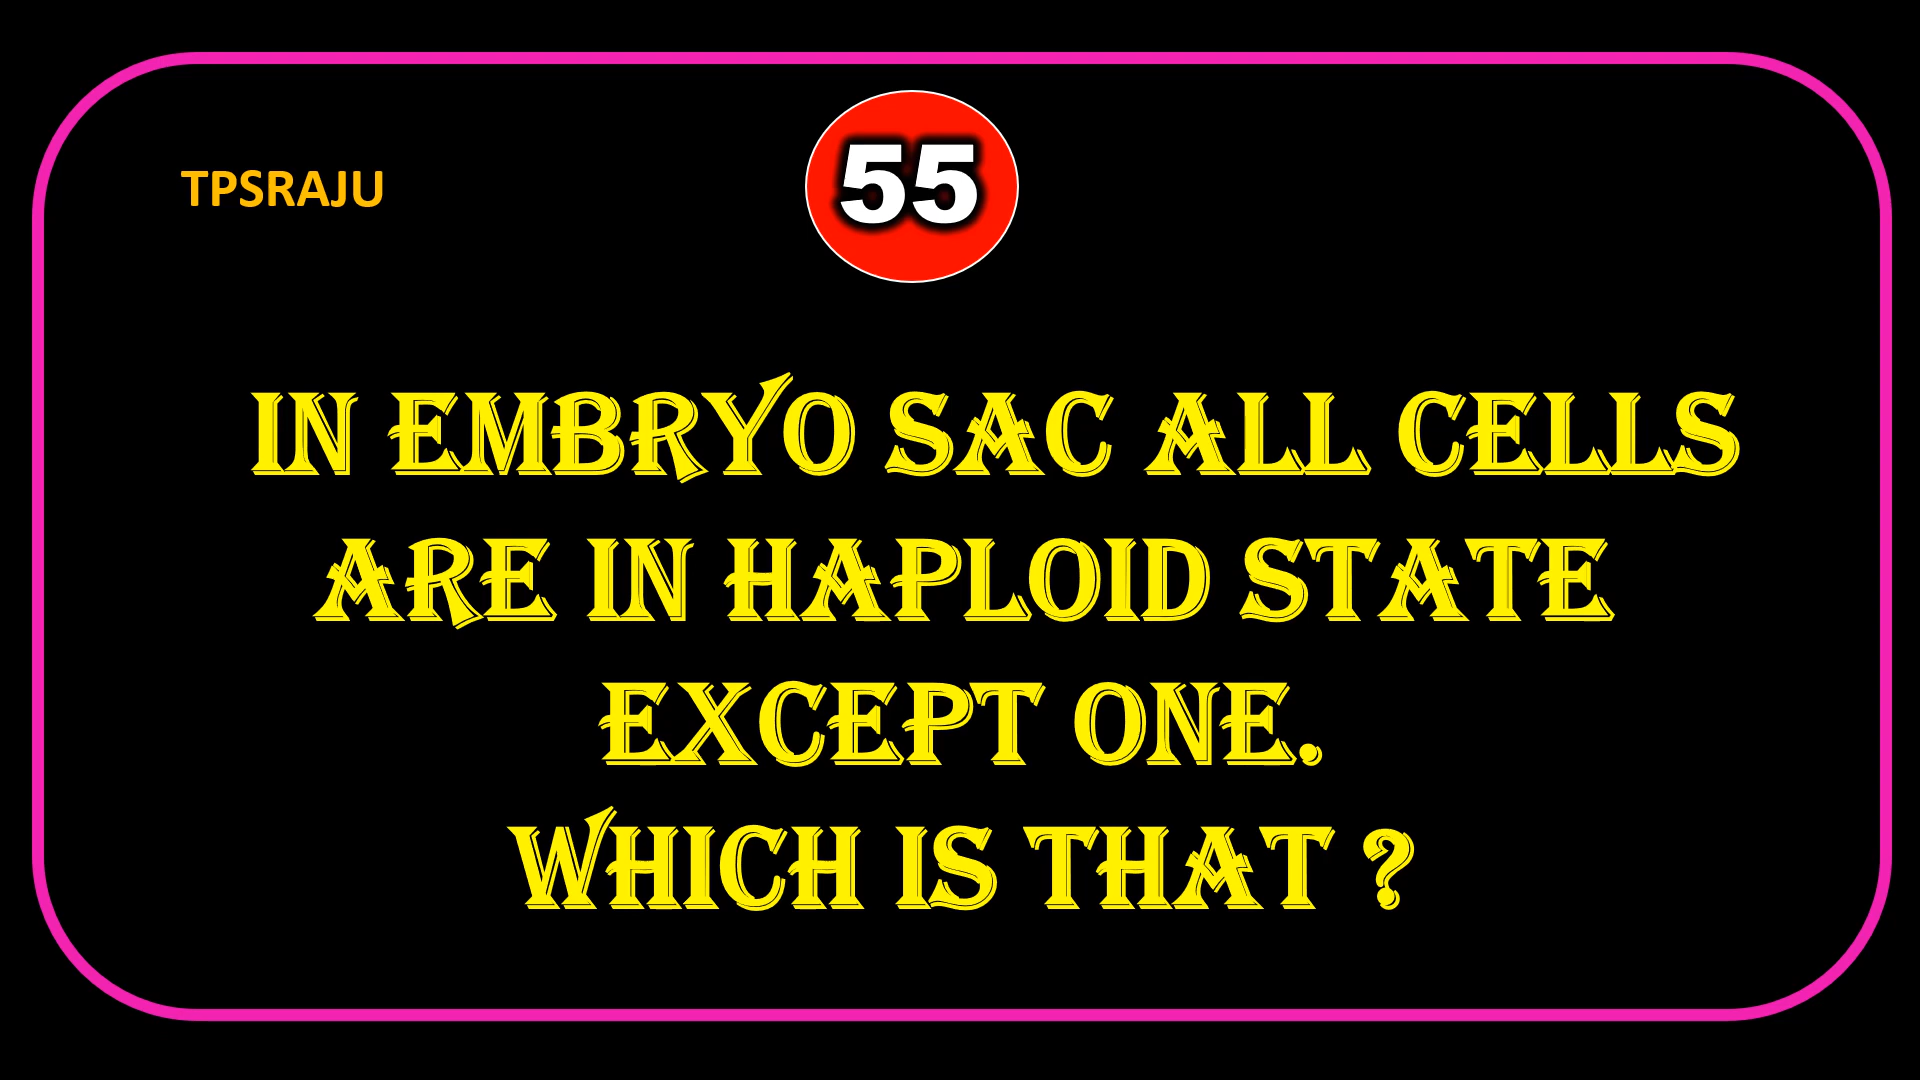 TPSRAJU
55
IN EMBRYO SAC ALL CELLS
ARE IN HAPLOID STATE
EXCEPT ONE.
WHICH IS THAT ?